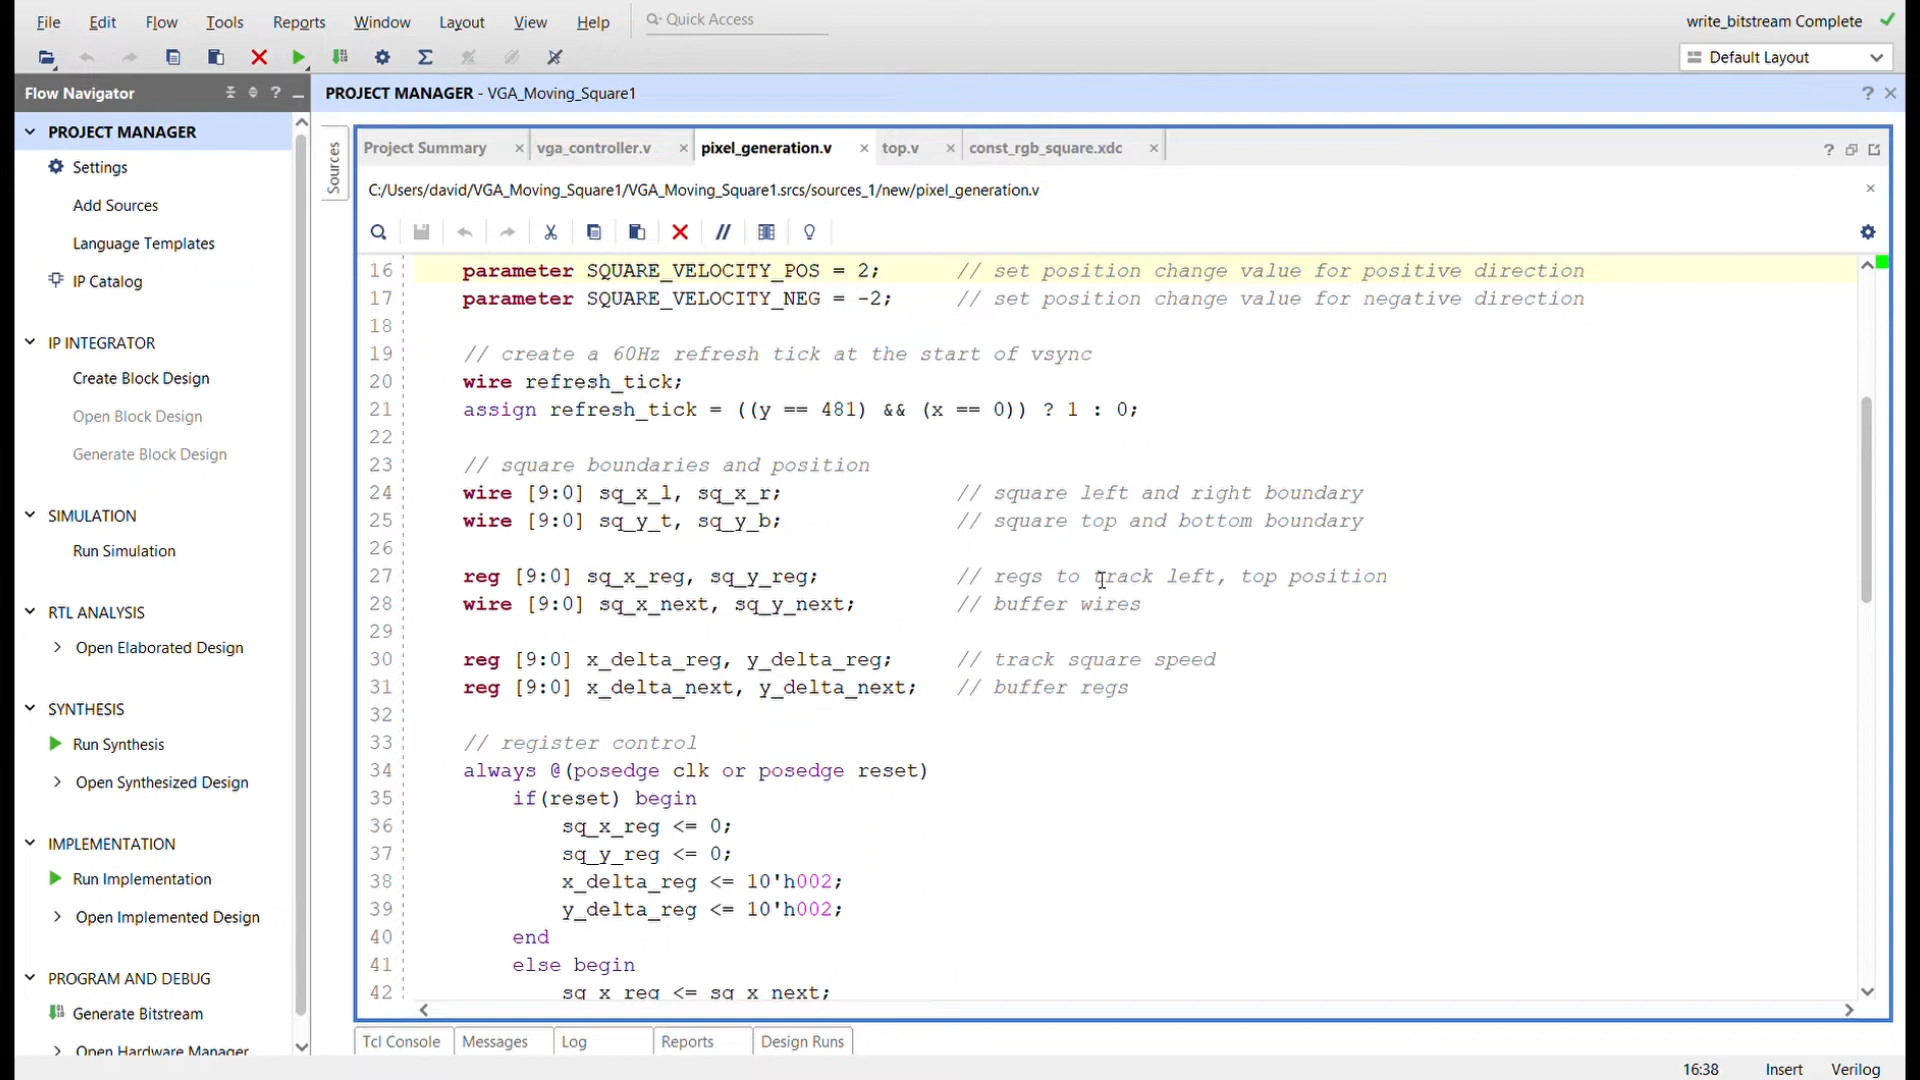 File Edit Flow Tools Reports Window Layout View Help Quick Access write_bitstream Complete
Default Layout
Flow Navigator
PROJECT MANAGER - VGA_Moving_Square1
PROJECT MANAGER
Settings
Add Sources
Language Templates
IP Catalog
IP INTEGRATOR
Create Block Design
Open Block Design
Generate Block Design
SIMULATION
Run Simulation
RTL ANALYSIS
Open Elaborated Design
SYNTHESIS
Run Synthesis
Open Synthesized Design
IMPLEMENTATION
Run Implementation
Open Implemented Design
PROGRAM AND DEBUG
Generate Bitstream
Open Hardware Manager
Sources
Project Summary vga_controller.v pixel_generation.v top.v const_rgb_square.xdc
C:/Users/david/VGA_Moving_Square1/VGA_Moving_Square1.srcs/sources_1/new/pixel_generation.v
16 parameter SQUARE_VELOCITY_POS = 2; // set position change value for positive direction
17 parameter SQUARE_VELOCITY_NEG = -2; // set position change value for negative direction
18
19 // create a 60Hz refresh tick at the start of vsync
20 wire refresh_tick;
21 assign refresh_tick = ((y == 481) && (x == 0)) ? 1 : 0;
22
23 // square boundaries and position
24 wire [9:0] sq_x_l, sq_x_r; // square left and right boundary
25 wire [9:0] sq_y_t, sq_y_b; // square top and bottom boundary
26
27 reg [9:0] sq_x_reg, sq_y_reg; // regs to track left, top position
28 wire [9:0] sq_x_next, sq_y_next; // buffer wires
29
30 reg [9:0] x_delta_reg, y_delta_reg; // track square speed
31 reg [9:0] x_delta_next, y_delta_next; // buffer regs
32
33 // register control
34 always @(posedge clk or posedge reset)
35 if(reset) begin
36 sq_x_reg <= 0;
37 sq_y_reg <= 0;
38 x_delta_reg <= 10'h002;
39 y_delta_reg <= 10'h002;
40 end
41 else begin
42 sq_x_reg <= sq_x_next;
Tcl Console Messages Log Reports Design Runs
16:38 Insert Verilog